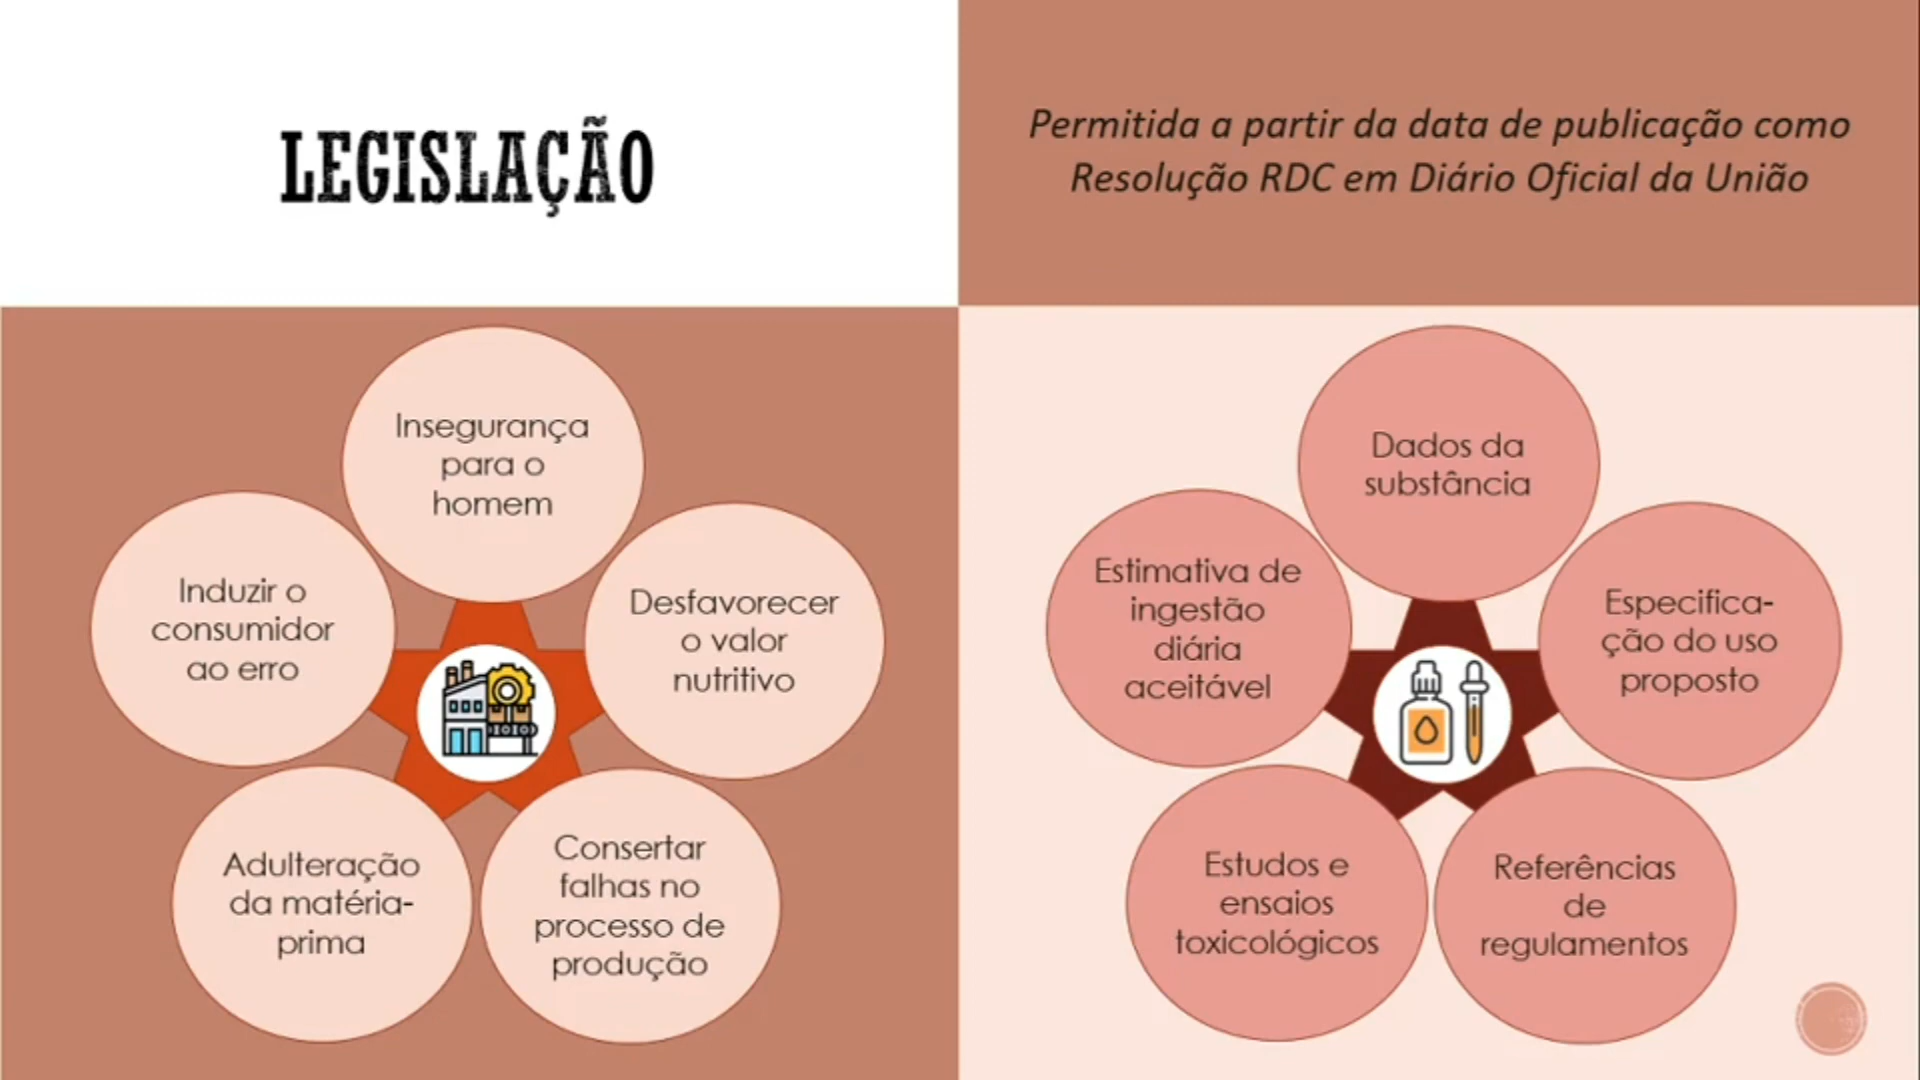 LEGISLAÇÃO
Permitida a partir da data de publicação como
Resolução RDC em Diário Oficial da União
Insegurança
para o
homem
Desfavorecer
o valor
nutritivo
Consertar
falhas no
processo de
produção
Adulteração
da matéria-
prima
Induzir o
consumidor
ao erro
Dados da
substância
Especifica-
ção do uso
proposto
Referências
de
regulamentos
Estudos e
ensaios
toxicológicos
Estimativa de
ingestão
diária
aceitável